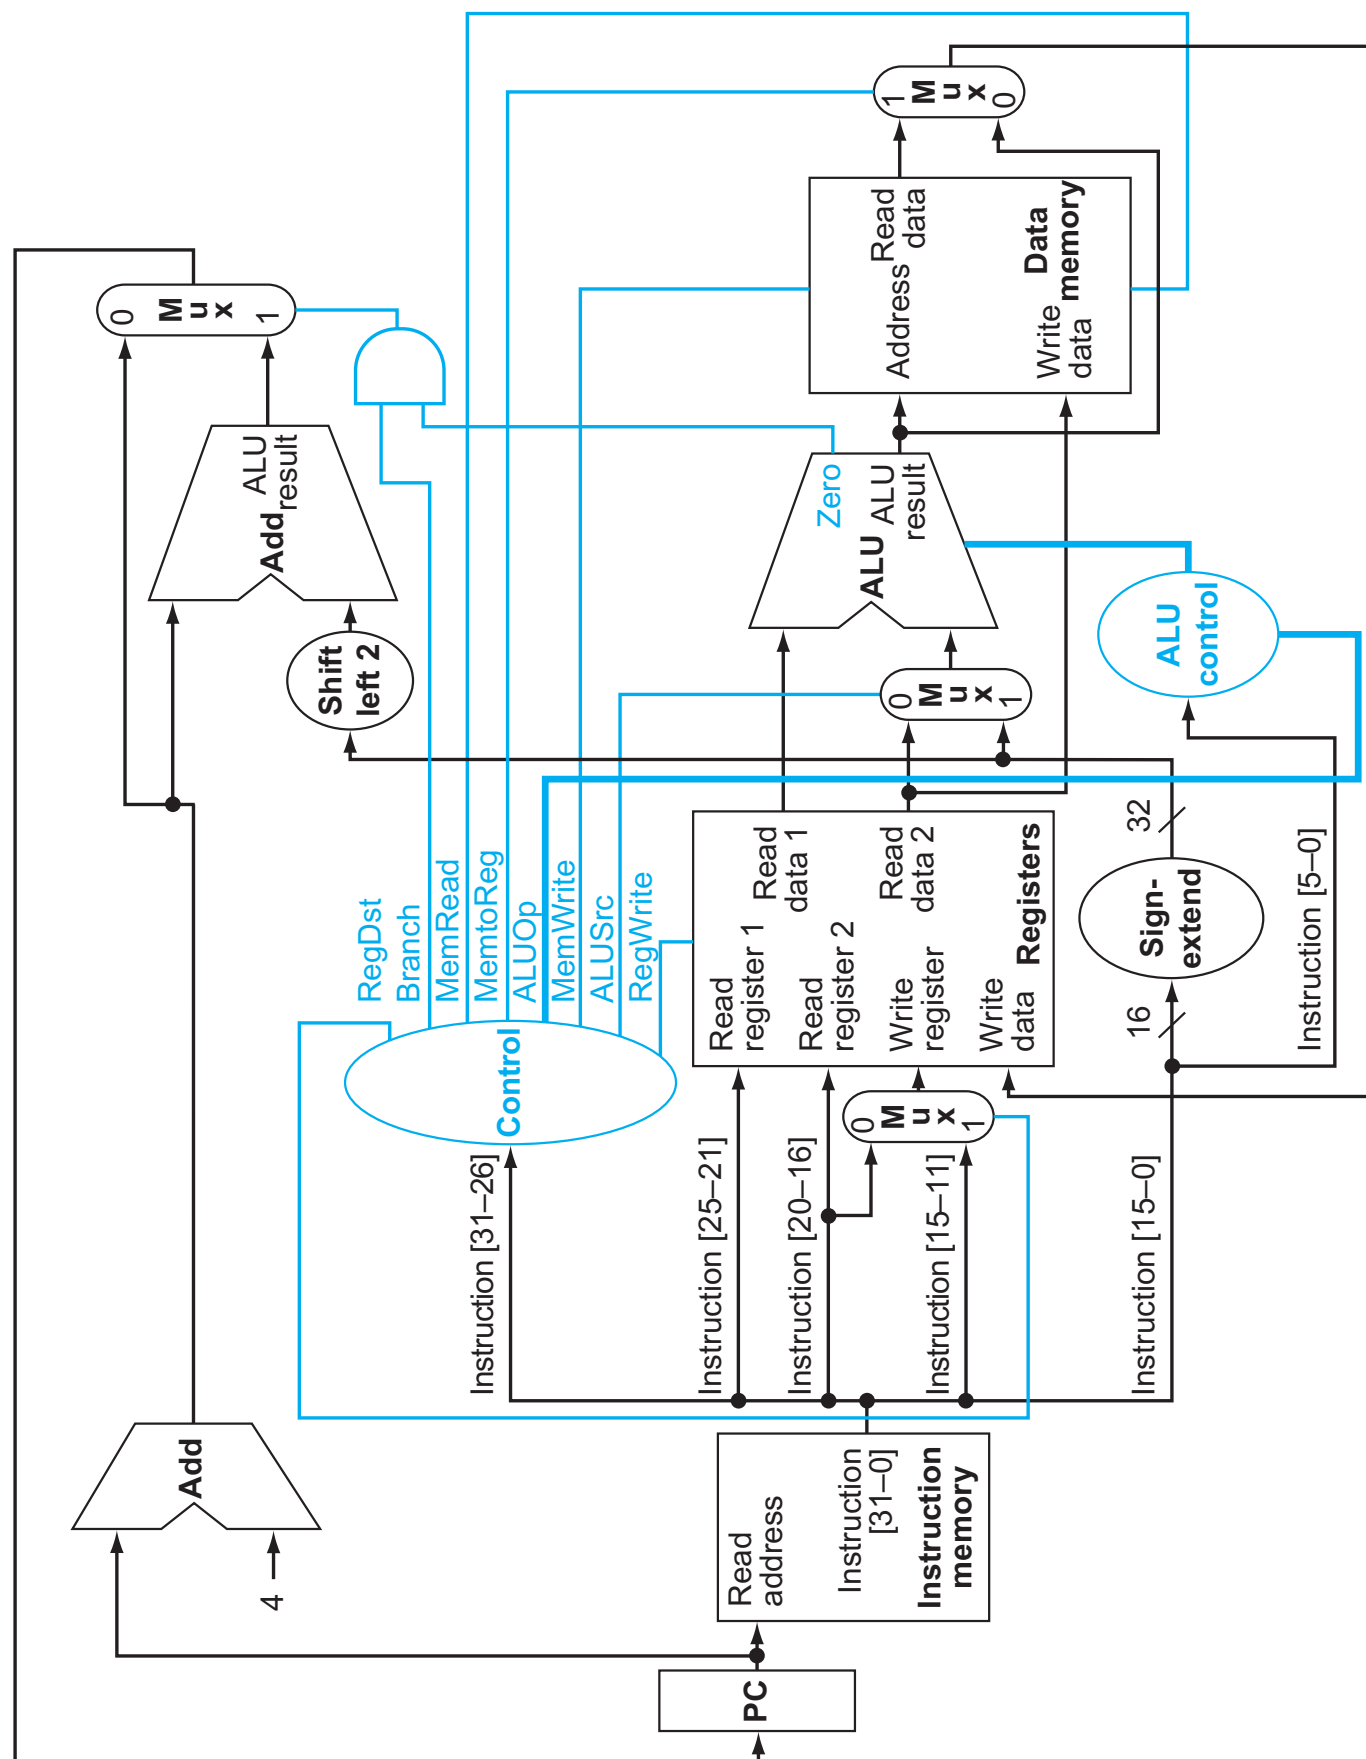 Add
4
PC
Read
address
Instruction
[31–0]
Instruction
memory
Instruction [31–26]
Instruction [25–21]
Instruction [20–16]
Instruction [15–11]
Instruction [15–0]
Control
RegDst
Branch
MemRead
MemtoReg
ALUOp
MemWrite
ALUSrc
RegWrite
0
M
u
x
1
Read
register 1
Read
register 2
Write
register
Write
data
Read
data 1
Read
data 2
Registers
16
Sign-
extend
32
Instruction [5–0]
Shift
left 2
Add
ALU
result
0
M
u
x
1
0
M
u
x
1
Zero
ALU
ALU
result
ALU
control
Address
Write
data
Read
data
Data
memory
1
M
u
x
0